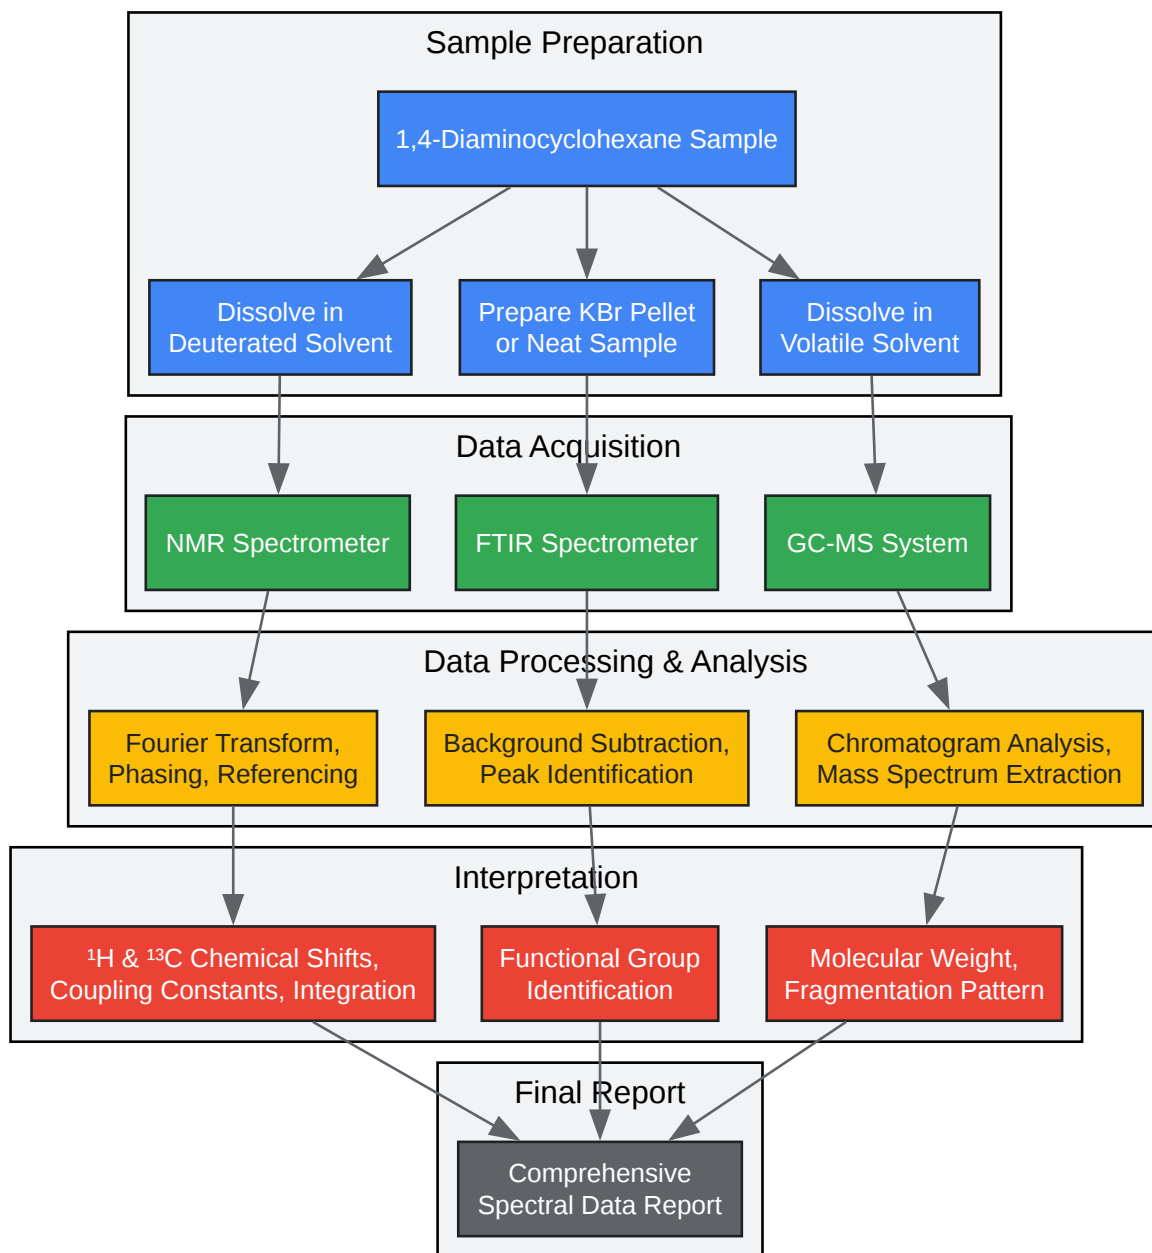 Sample Preparation
1,4-Diaminocyclohexane Sample
Dissolve in
Deuterated Solvent
Prepare KBr Pellet
or Neat Sample
Dissolve in
Volatile Solvent
Data Acquisition
NMR Spectrometer
FTIR Spectrometer
GC-MS System
Data Processing & Analysis
Fourier Transform,
Phasing, Referencing
Background Subtraction,
Peak Identification
Chromatogram Analysis,
Mass Spectrum Extraction
Interpretation
¹H & ¹³C Chemical Shifts,
Coupling Constants, Integration
Functional Group
Identification
Molecular Weight,
Fragmentation Pattern
Final Report
Comprehensive
Spectral Data Report